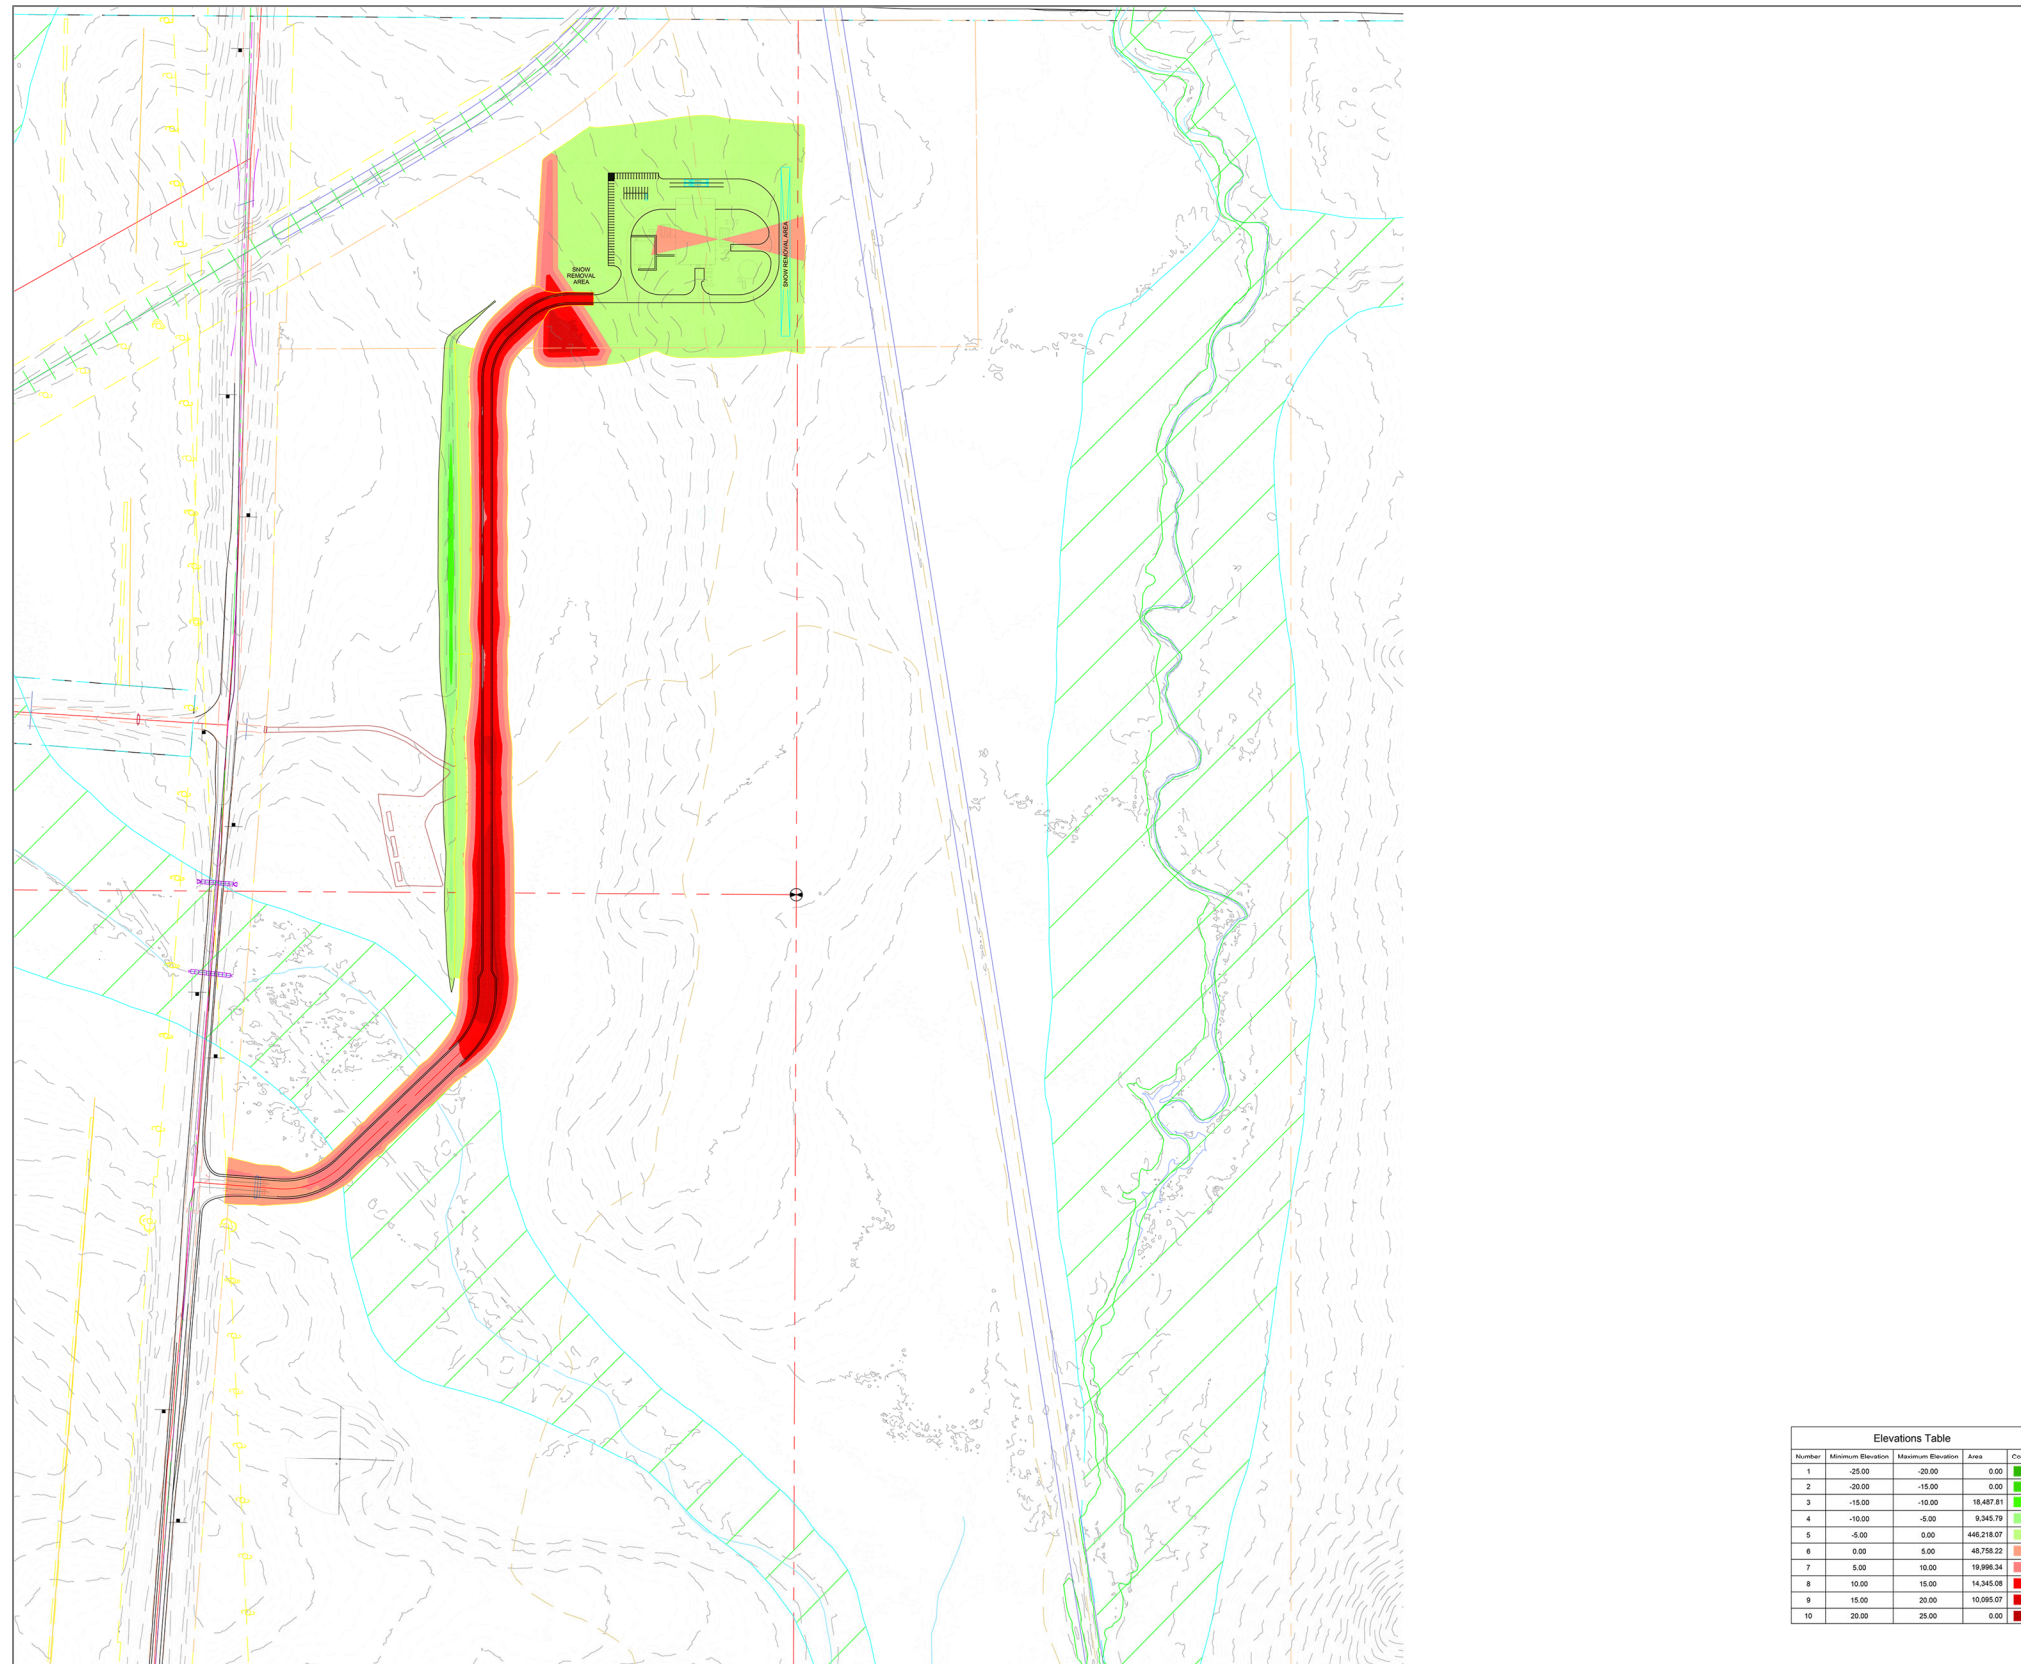 SNOW
REMOVAL
AREA
SNOW REMOVAL AREA
Elevations Table
Number Minimum Elevation Maximum Elevation Area Co
1 -25.00 -20.00 0.00
2 -20.00 -15.00 0.00
3 -15.00 -10.00 18,487.81
4 -10.00 -5.00 9,345.79
5 -5.00 0.00 446,218.07
6 0.00 5.00 48,758.22
7 5.00 10.00 19,996.34
8 10.00 15.00 14,345.08
9 15.00 20.00 10,095.07
10 20.00 25.00 0.00